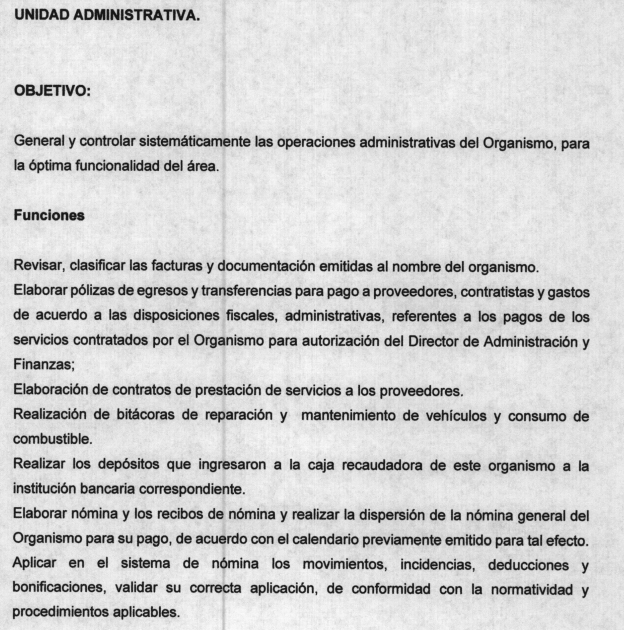 UNIDAD ADMINISTRATIVA.
OBJETIVO:
General y controlar sistemáticamente las operaciones administrativas del Organismo, para
la óptima funcionalidad del área.
Funciones
Revisar, clasificar las facturas y documentación emitidas al nombre del organismo.
Elaborar pólizas de egresos y transferencias para pago a proveedores, contratistas y gastos
de acuerdo a las disposiciones fiscales, administrativas, referentes a los pagos de los
servicios contratados por el Organismo para autorización del Director de Administración y
Finanzas;
Elaboración de contratos de prestación de servicios a los proveedores.
Realización de bitácoras de reparación y mantenimiento de vehículos y consumo de
combustible.
Realizar los depósitos que ingresaron a la caja recaudadora de este organismo a la
institución bancaria correspondiente.
Elaborar nómina y los recibos de nómina y realizar la dispersión de la nómina general del
Organismo para su pago, de acuerdo con el calendario previamente emitido para tal efecto.
Aplicar en el sistema de nómina los movimientos, incidencias, deducciones y
bonificaciones, validar su correcta aplicación, de conformidad con la normatividad y
procedimientos aplicables.